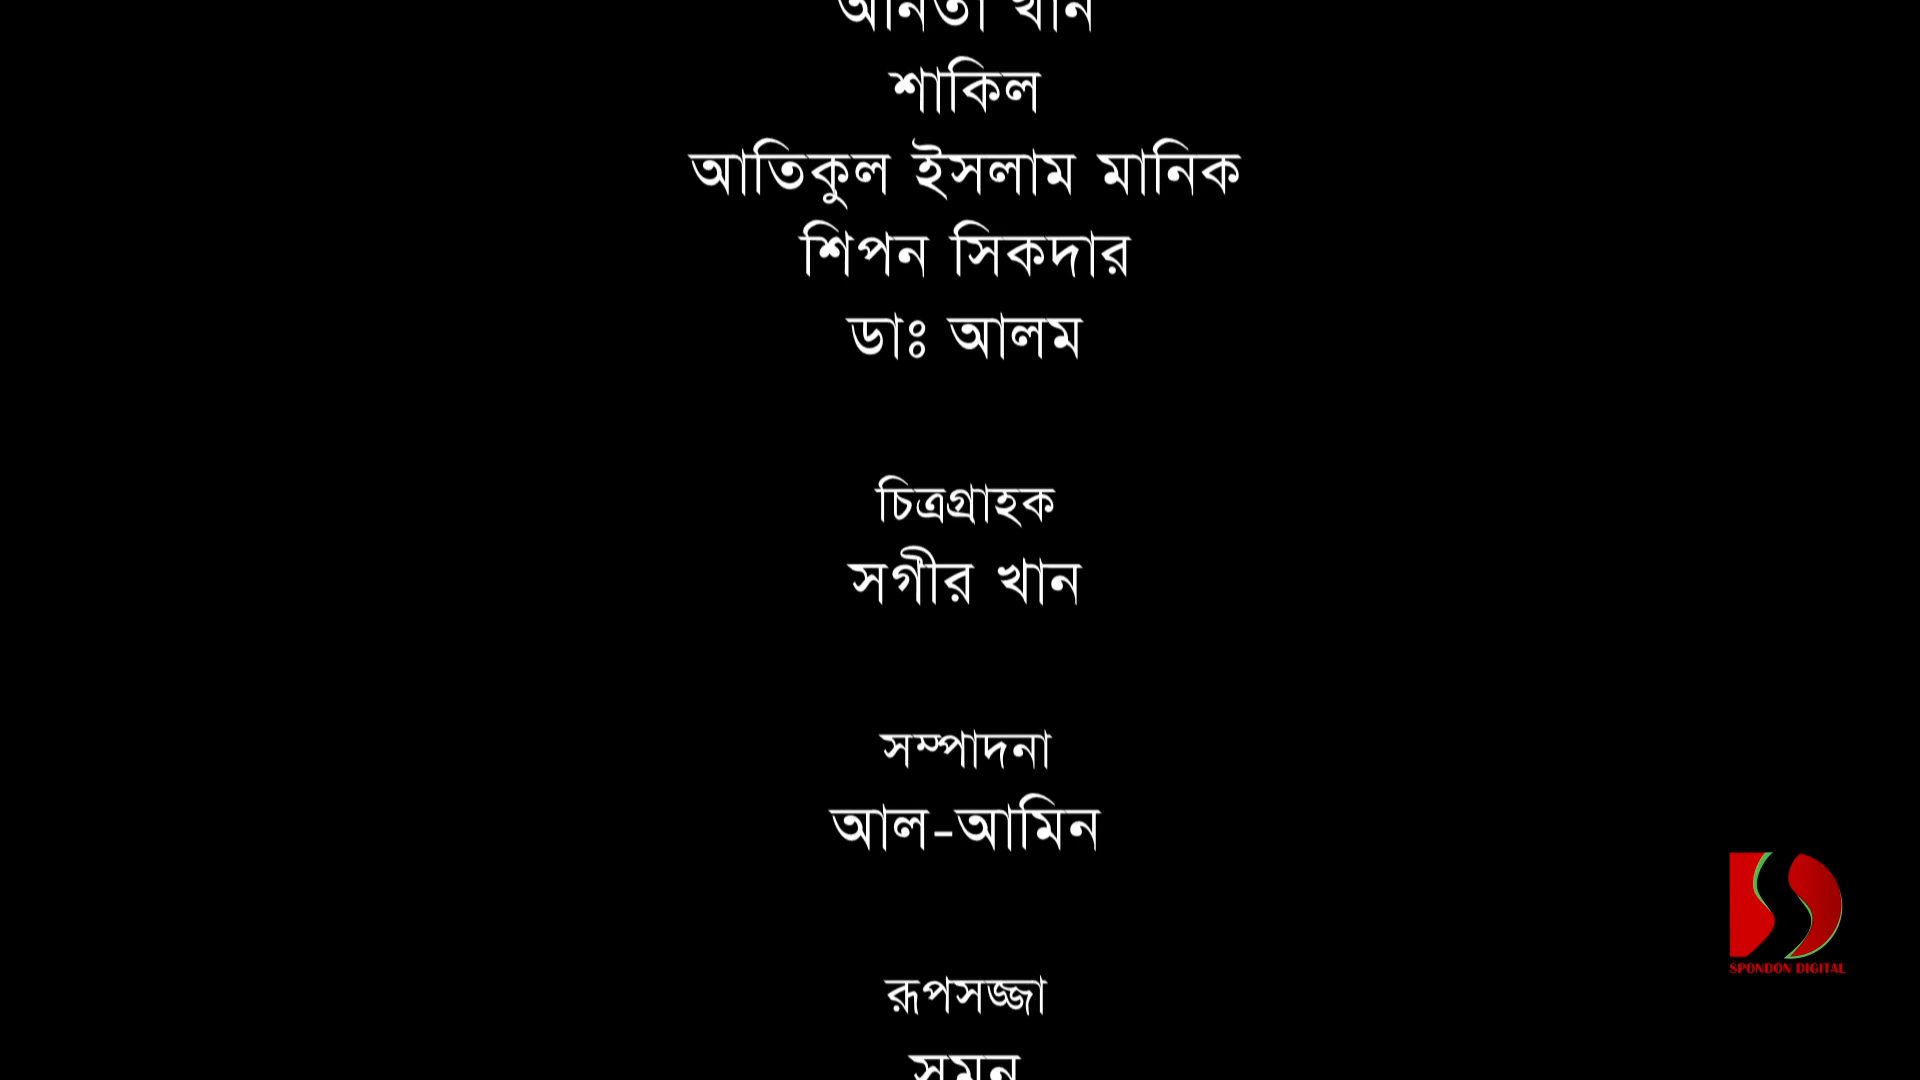 খান
শাকিল
আতিকুল ইসলাম মানিক
শিপন সিকদার
ডাঃ আলম
চিত্রগ্রাহক
সগীর খান
সম্পাদনা
আল-আমিন
রূপসজ্জা
SPONDON DIGITAL